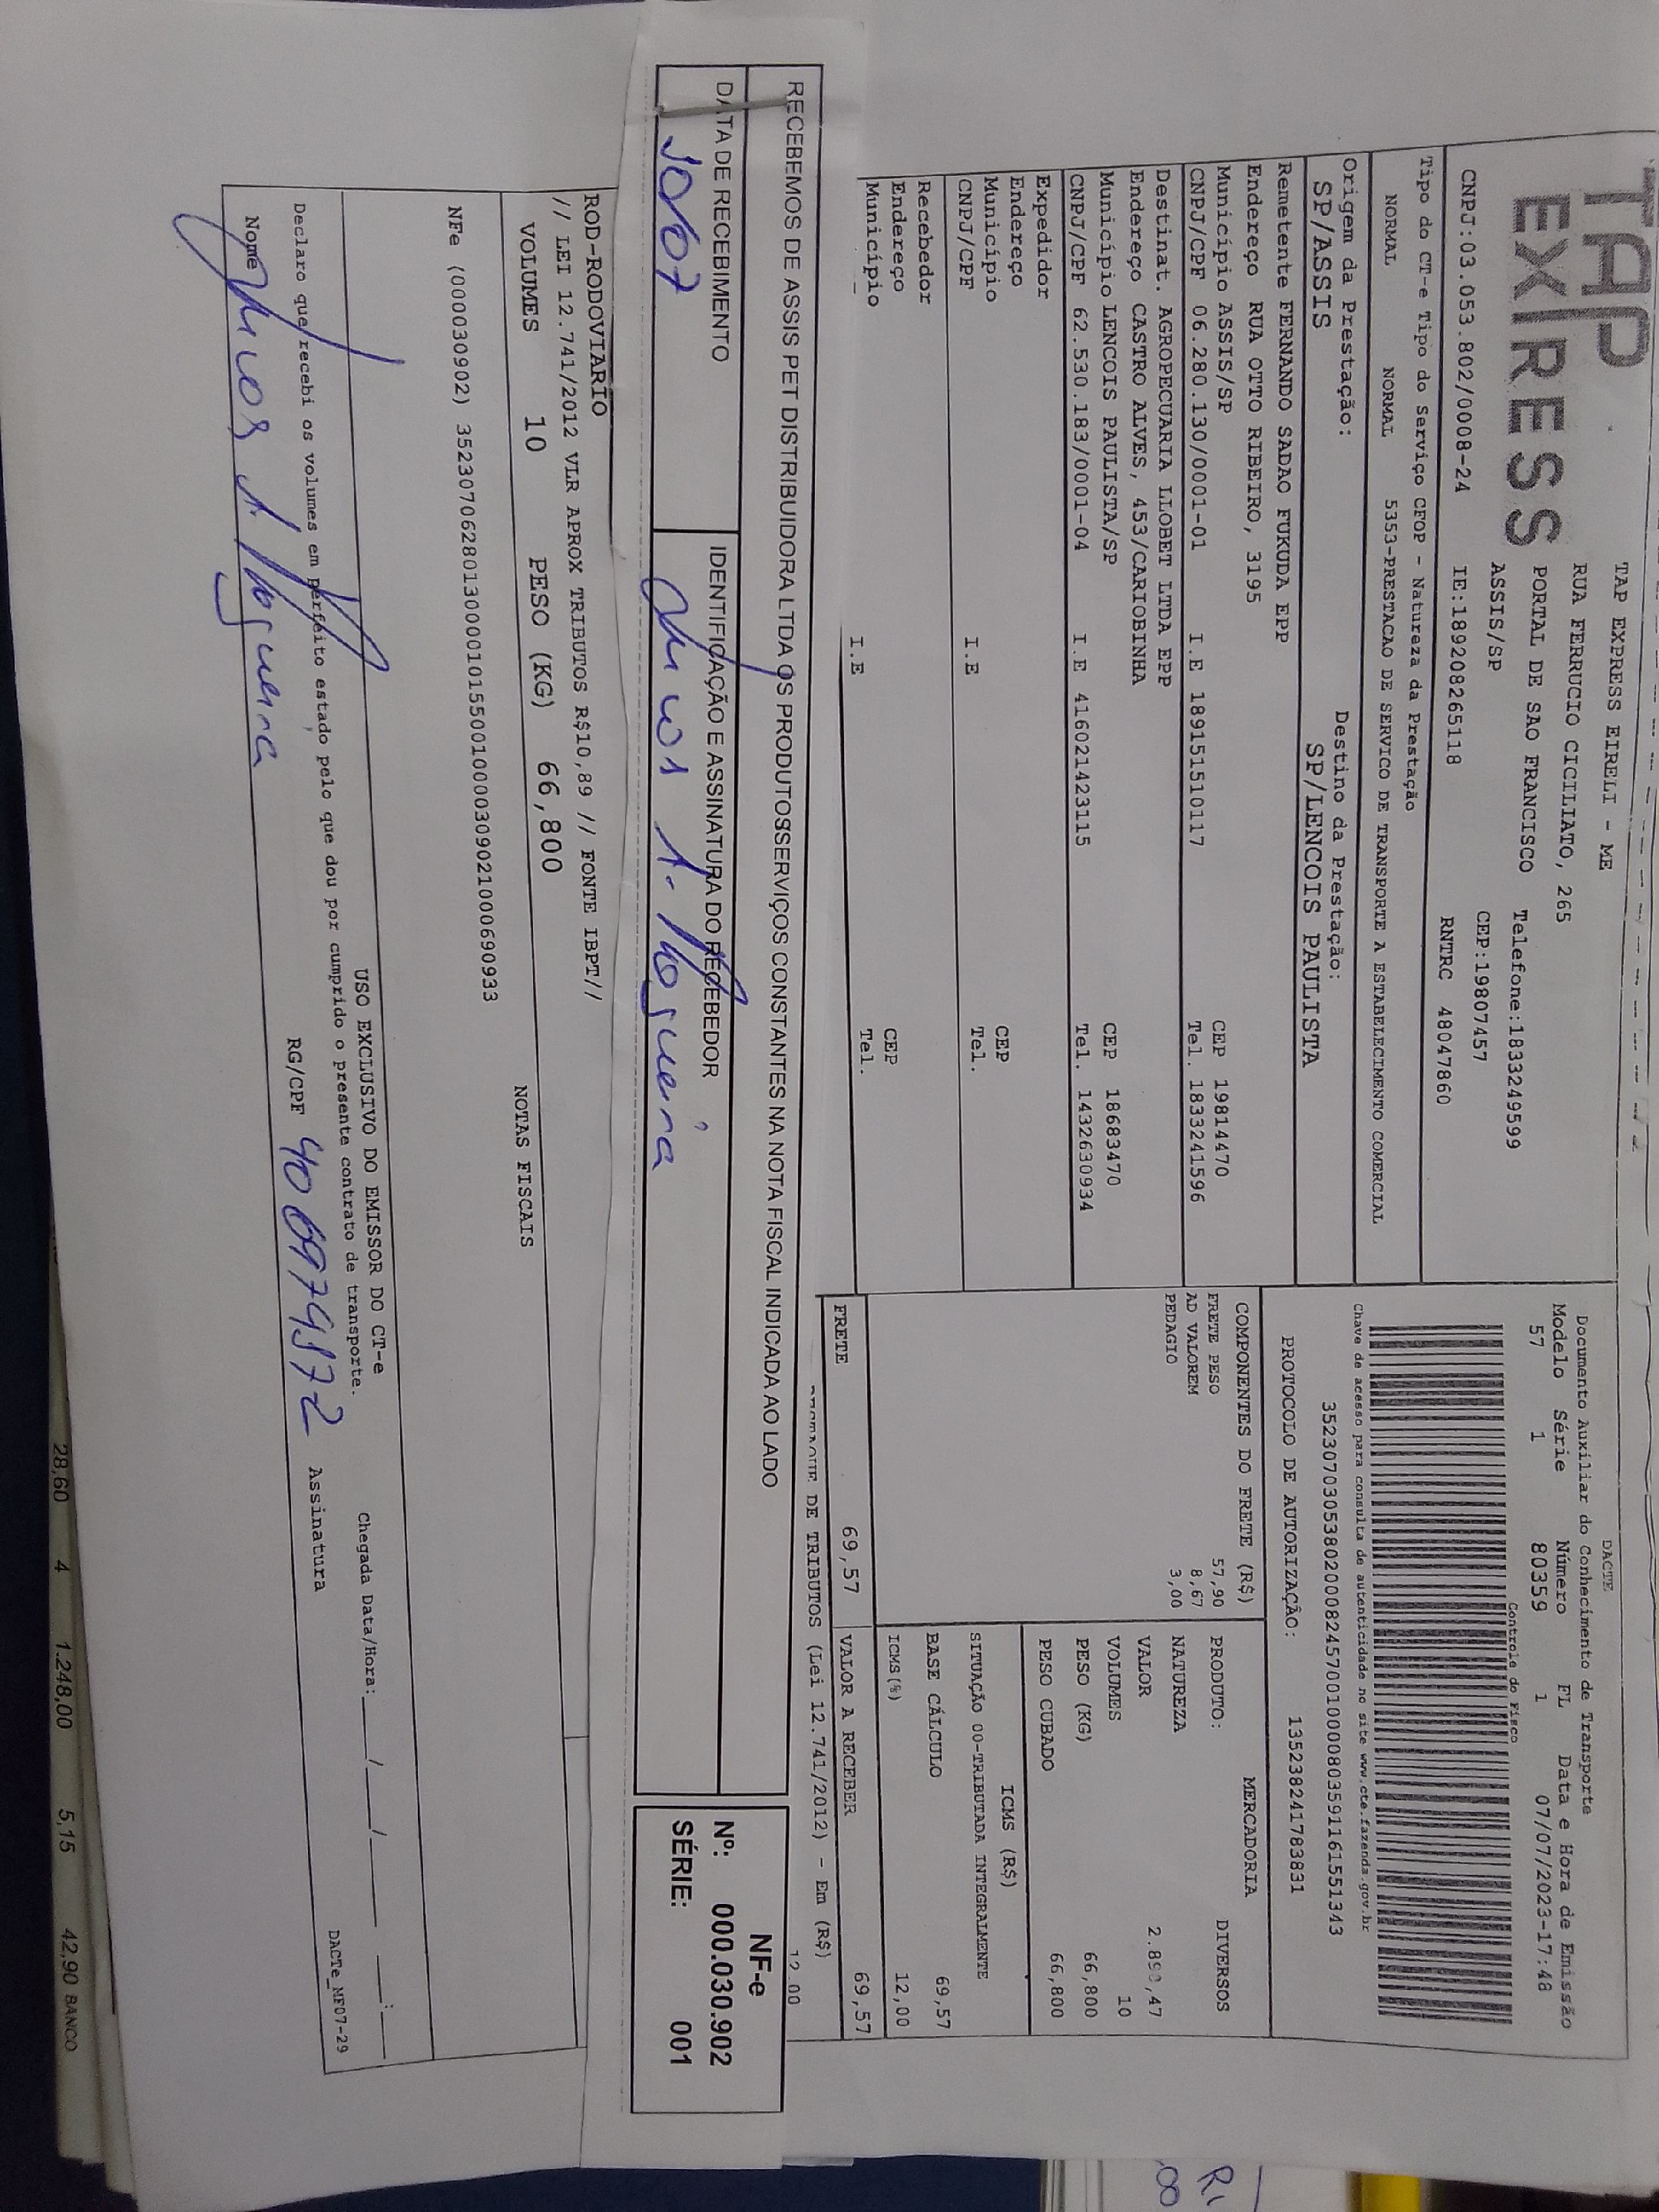 TAP
EXPRESS
TAP EXPRESS EIRELI - ME
RUA FERRUCIO CICILIATO, 265
PORTAL DE SAO FRANCISCO Telefone:1833249599
ASSIS/SP CEP:19807457
CNPJ:03.053.802/0008-24 IE:189208265118 RNTRC 48047860
DACTE
Documento Auxiliar do Conhecimento de Transporte
Modelo Série Número FL Data e Hora de Emissão
57 1 80359 1 07/07/2023-17:48
Controle do Fisco
Chave de acesso para consulta de autenticidade no site www.cte.fazenda.gov.br
35230703053802000824570010000803591161551343
PROTOCOLO DE AUTORIZAÇÃO: 135238241783831
Tipo do CT-e Tipo do Serviço CFOP - Natureza da Prestação
NORMAL NORMAL 5353-PRESTACAO DE SERVICO DE TRANSPORTE A ESTABELECIMENTO COMERCIAL
Origem da Prestação: Destino da Prestação:
SP/ASSIS SP/LENCOIS PAULISTA
Remetente FERNANDO SADAO FUKUDA EPP
Endereço RUA OTTO RIBEIRO, 3195
Município ASSIS/SP CEP 19814470
CNPJ/CPF 06.280.130/0001-01 I.E 189151510117 Tel. 1833241596
Destinat. AGROPECUARIA LLOBET LTDA EPP
Endereço CASTRO ALVES, 453/CARIOBINHA
Município LENCOIS PAULISTA/SP CEP 18683470
CNPJ/CPF 62.530.183/0001-04 I.E 416021423115 Tel. 1432630934
Expedidor
Endereço
Município CEP
CNPJ/CPF I.E Tel.
Recebedor
Endereço CEP
Município I.E Tel.
COMPONENTES DO FRETE (R$)
FRETE PESO 57,90
AD VALOREM 8,67
PEDAGIO 3,00
MERCADORIA
PRODUTO: DIVERSOS
NATUREZA
VALOR 2.890,47
VOLUMES 10
PESO (KG) 66,800
PESO CUBADO 66,800
ICMS (R$)
SITUAÇÃO 00-TRIBUTADA INTEGRALMENTE
BASE CÁLCULO 69,57
ICMS(%) 12,00
FRETE 69,57 VALOR A RECEBER 69,57
DE TRIBUTOS (Lei 12.741/2012) - Em (R$) 12,00
RECEBEMOS DE ASSIS PET DISTRIBUIDORA LTDA OS PRODUTOSSERVIÇOS CONSTANTES NA NOTA FISCAL INDICADA AO LADO
DATA DE RECEBIMENTO IDENTIFICAÇÃO E ASSINATURA DO RECEBEDOR
10/07
NF-e
Nº: 000.030.902
SÉRIE: 001
ROD-RODOVIARIO
// LEI 12.741/2012 VLR APROX TRIBUTOS R$10,89 // FONTE IBPT//
VOLUMES 10 PESO (KG) 66,800
NOTAS FISCAIS
NFe (000030902) 35230706280130000101550010000309021000690933
USO EXCLUSIVO DO EMISSOR DO CT-e
Declaro que recebi os volumes em perfeito estado pelo que dou por cumprido o presente contrato de transporte.
Chegada Data/Hora:____/____/____ ___:___
Nome RG/CPF Assinatura
DACTe_NF07-29
28,60 4 1.248,00 5,15 42,90 BANCO